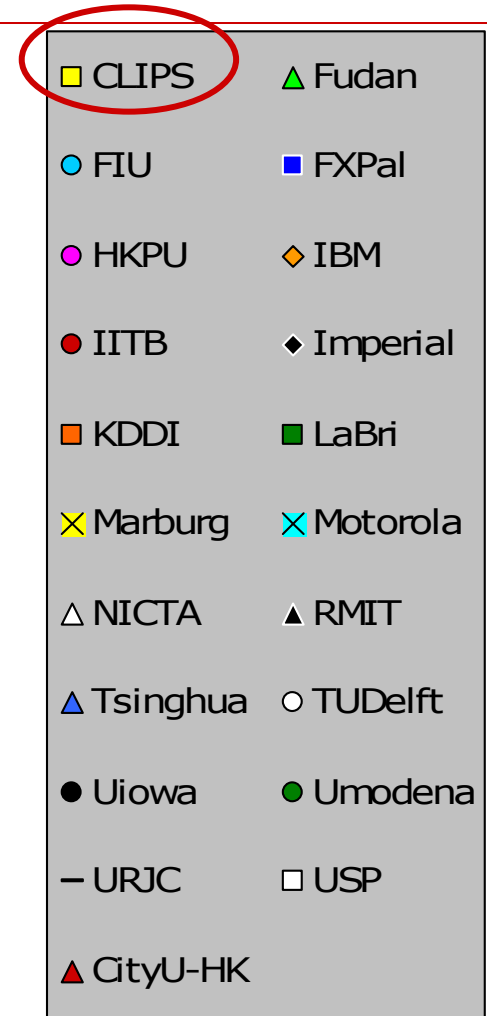 CLIPS Fudan
FIU FXPal
HKPU IBM
IITB Imperial
KDDI LaBri
Marburg Motorola
NICTA RMIT
Tsinghua TUDelft
Uiowa Umodena
URJC USP
CityU-HK